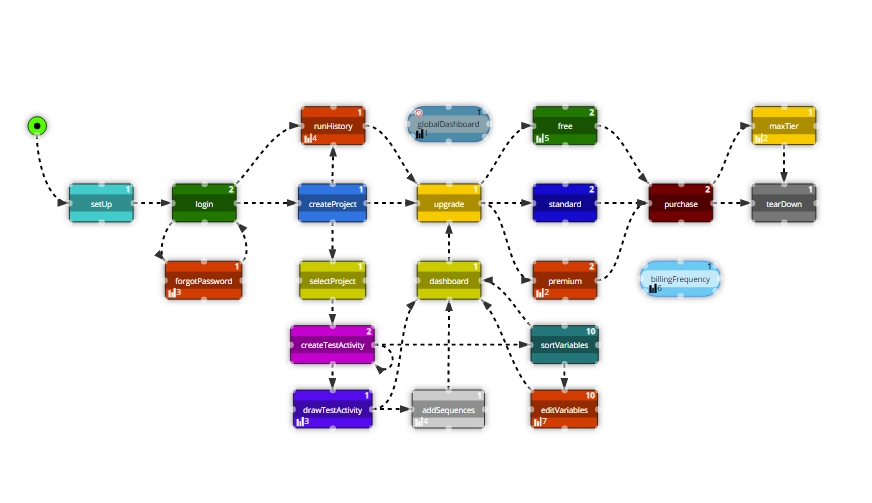 1
runHistory
4
1
globalDashboard
1
2
free
5
1
maxTier
2
1
setUp
2
login
1
createProject
1
upgrade
1
standard
2
purchase
1
tearDown
1
forgotPassword
3
1
selectProject
1
dashboard
2
premium
2
1
billingFrequency
6
2
createTestActivity
10
sortVariables
1
drawTestActivity
3
1
addSequences
4
10
editVariables
7